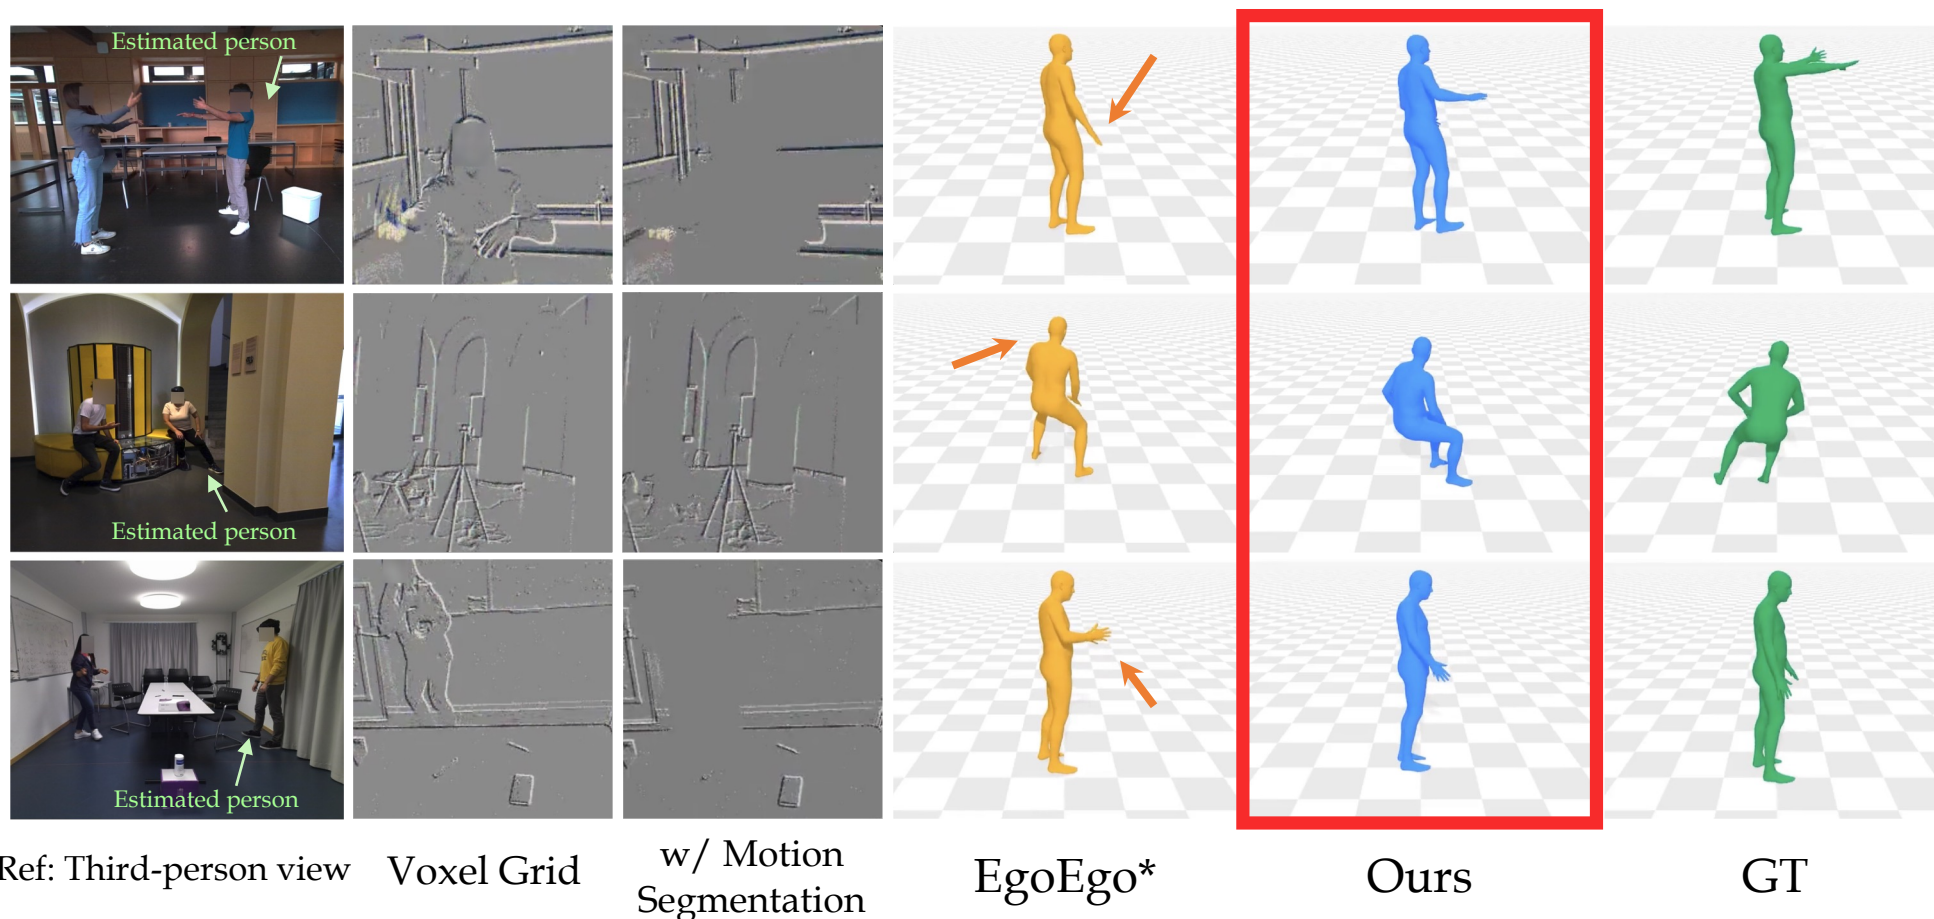 Estimated person
Estimated person
Estimated person
Ref: Third-person view
Voxel Grid
w/ Motion
Segmentation
EgoEgo*
Ours
GT